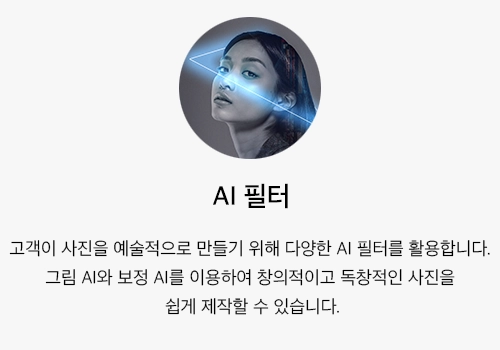 AI 필터
고객이 사진을 예술적으로 만들기 위해 다양한 AI 필터를 활용합니다.
그림 AI와 보정 AI를 이용하여 창의적이고 독창적인 사진을
쉽게 제작할 수 있습니다.